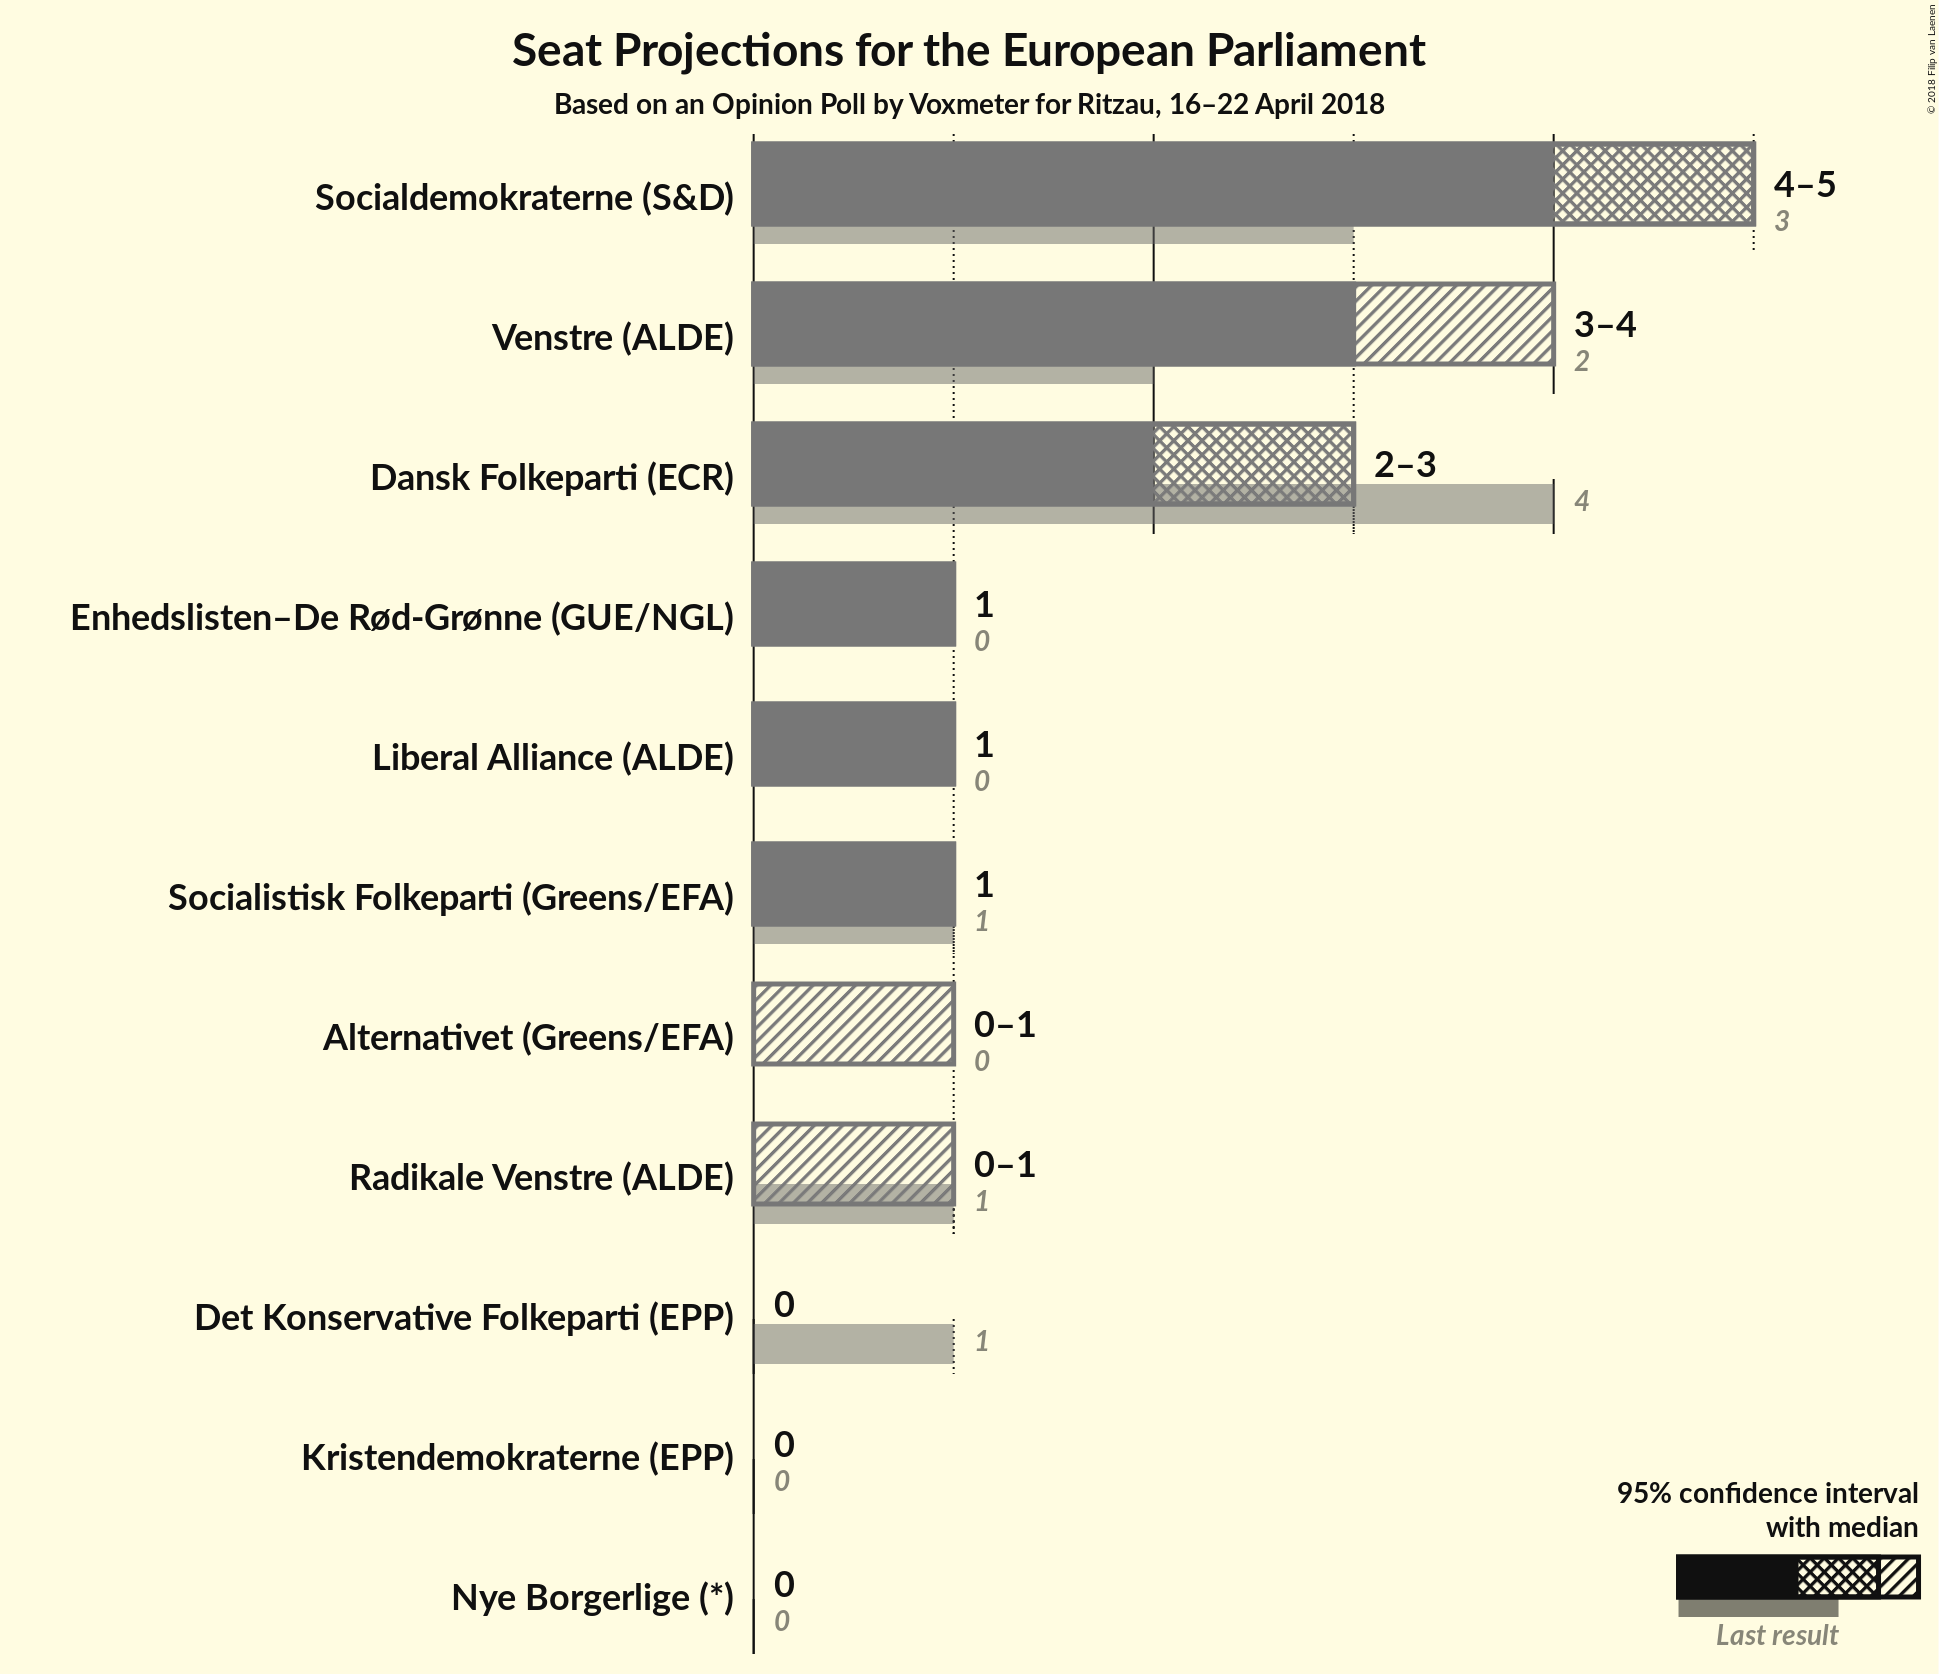 Seat Projections for the European Parliament
Based on an Opinion Poll by Voxmeter for Ritzau, 16–22 April 2018
© 2018 Filip van Laenen
Socialdemokraterne (S&D)
4–5
3
Venstre (ALDE)
3–4
2
Dansk Folkeparti (ECR)
2–3
4
Enhedslisten–De Rød-Grønne (GUE/NGL)
1
0
Liberal Alliance (ALDE)
1
0
Socialistisk Folkeparti (Greens/EFA)
1
1
Alternativet (Greens/EFA)
0–1
0
Radikale Venstre (ALDE)
0–1
1
Det Konservative Folkeparti (EPP)
0
1
Kristendemokraterne (EPP)
0
0
Nye Borgerlige (*)
0
0
95% confidence interval
with median
Last result